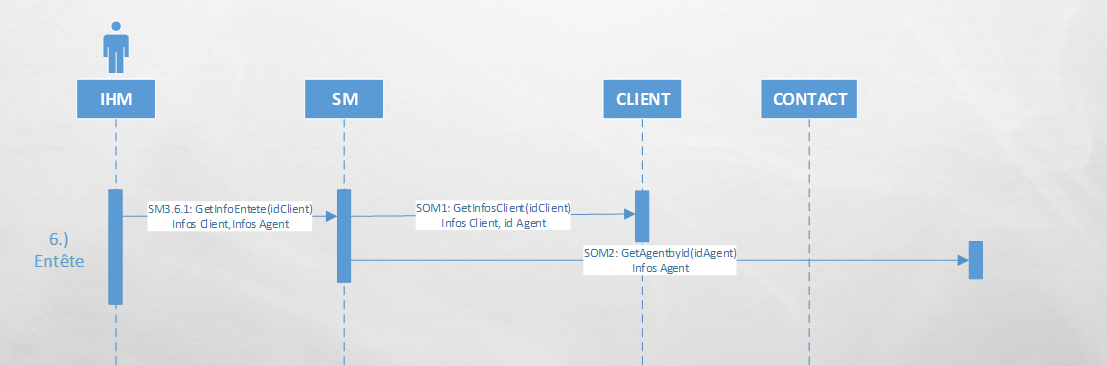 IHM
SM
CLIENT
CONTACT
SM3.6.1: GetInfoEntete(idClient)
Infos Client, Infos Agent
SOM1: GetInfosClient(idClient)
Infos Client, id Agent
6.)
Entête
SOM2: GetAgentbyId(idAgent)
Infos Agent